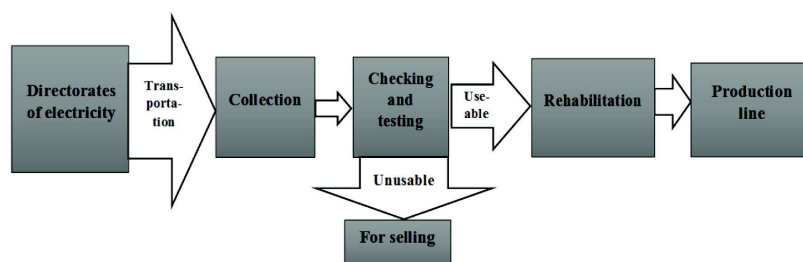 Directorates
of electricity
Trans-
porta-
tion
Collection
Checking
and
testing
Use-
able
Rehabilitation
Production
line
Unusable
For selling